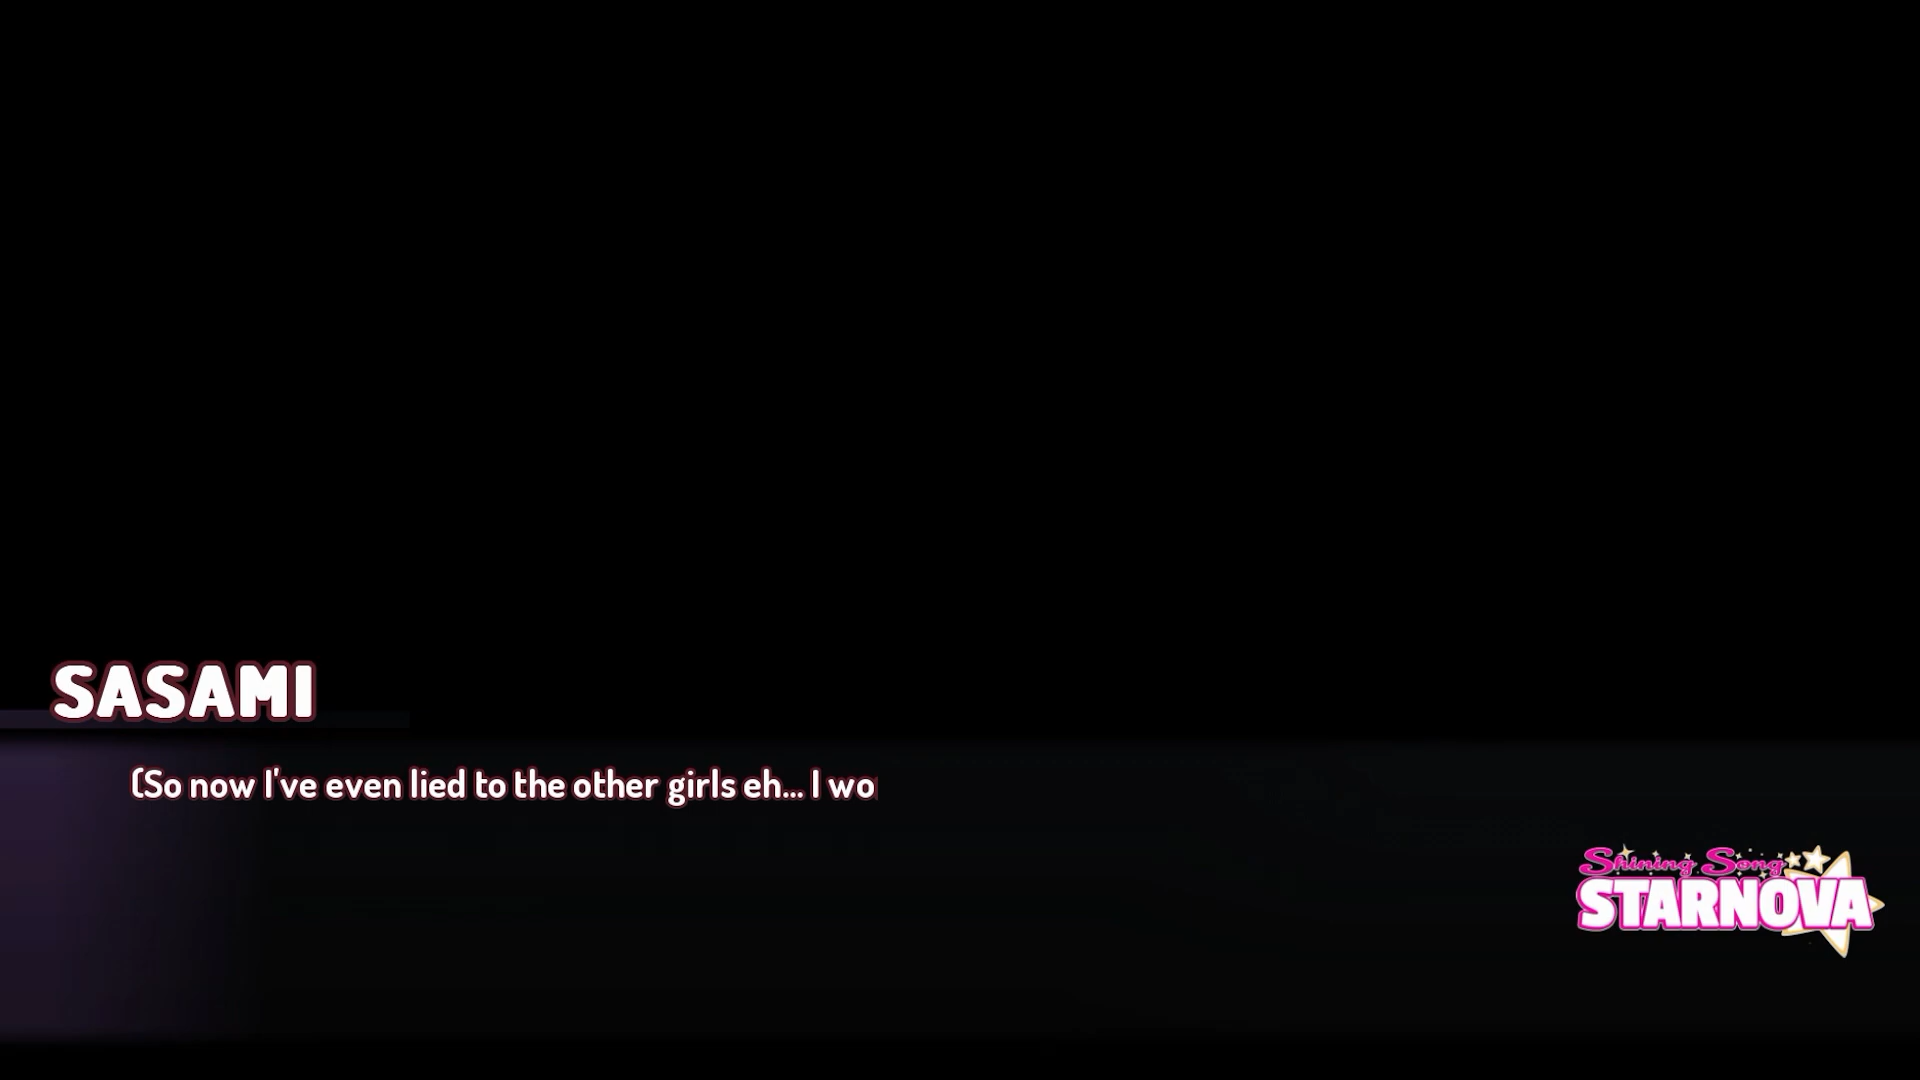 SASAMI
(So now I've even lied to the other girls eh... I wo
Shining Song
STARNOVA